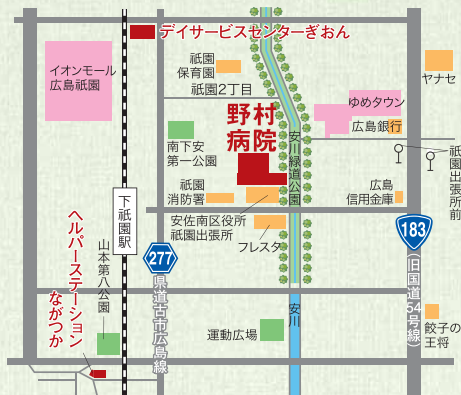 デイサービスセンターぎおん
イオンモール
広島祇園
祇園
保育園
祇園2丁目
ヤナセ
ゆめタウン
広島銀行
野村
病院
南下安
第一公園
安川緑道公園
祇園出張所前
祇園
消防署
広島
信用金庫
安佐南区役所
祇園出張所
フレスタ
下祇園駅
183
(旧国道54号線)
277
県道古市広島線
ヘルパーステーション
ながつか
山本第八公園
安川
運動広場
餃子の
王将